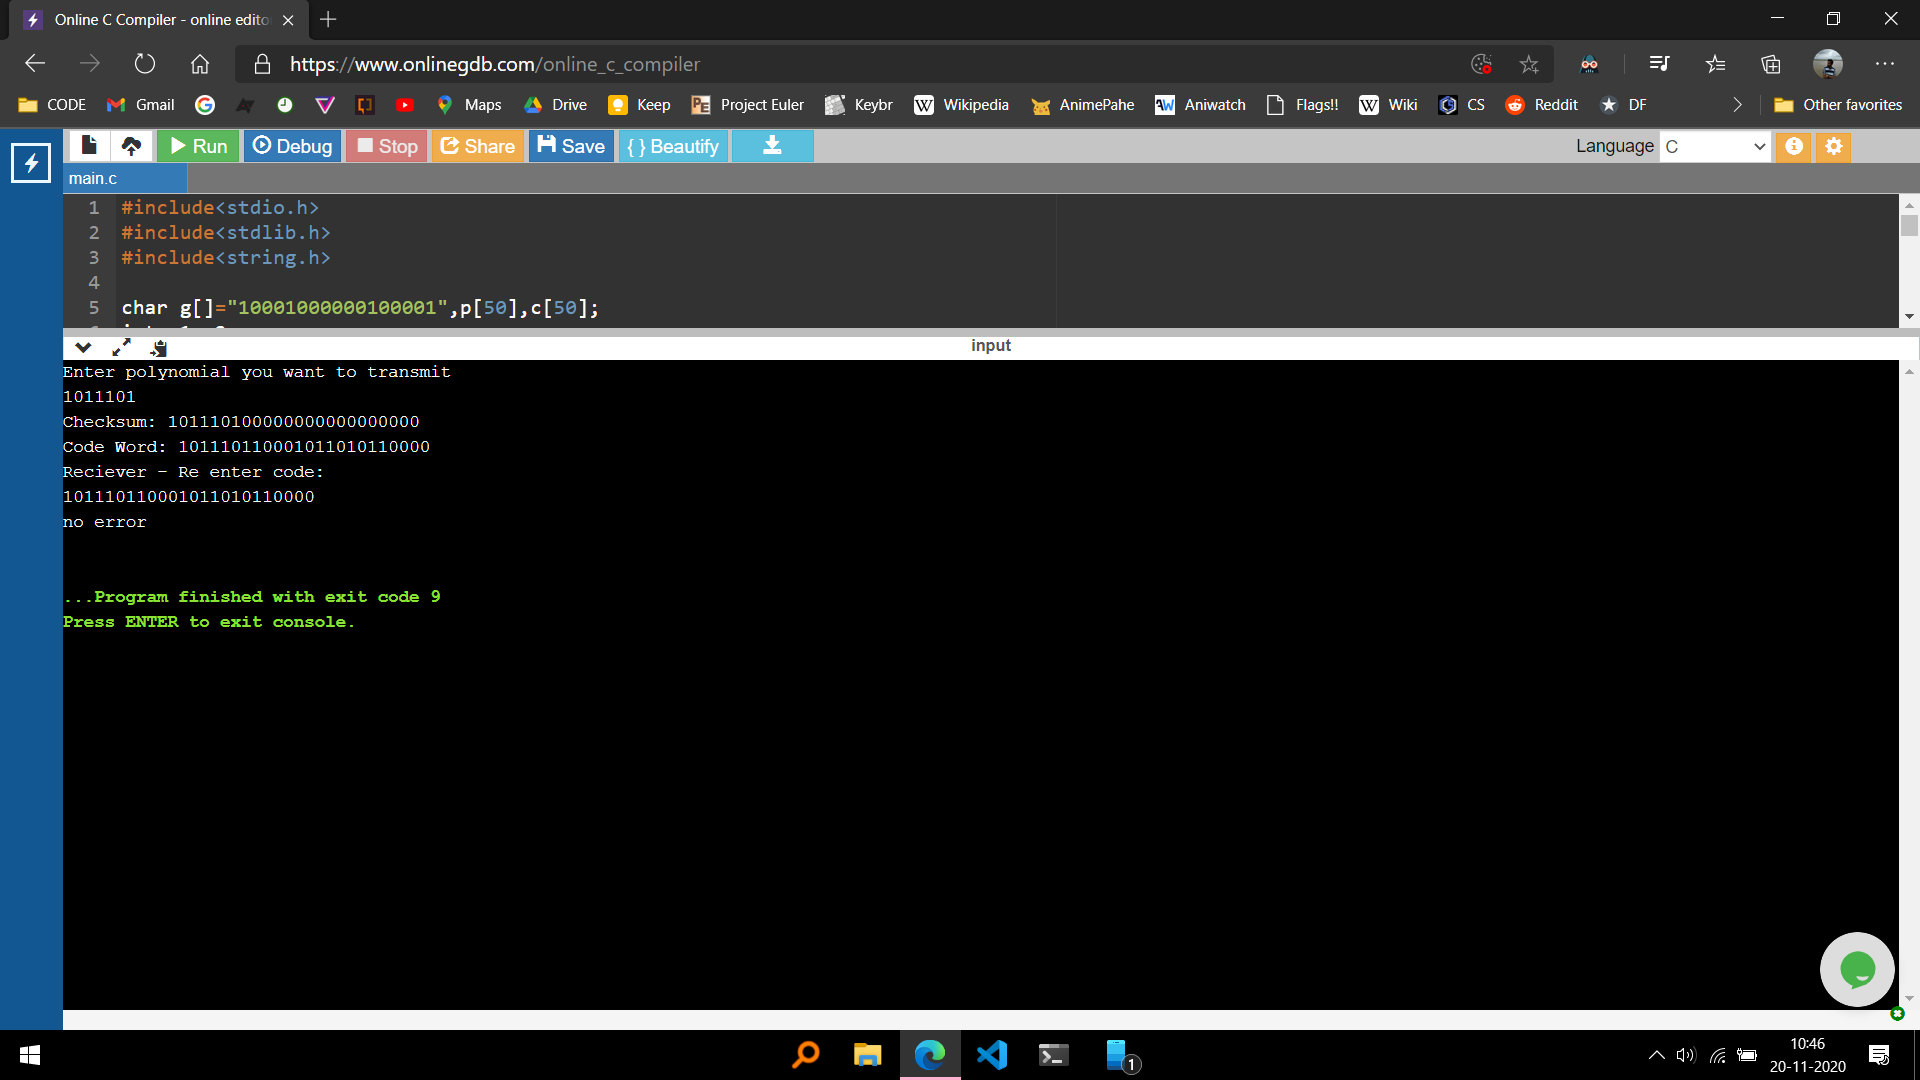 Online C Compiler - online edito
https://www.onlinegdb.com/online_c_compiler
CODE Gmail Maps Drive Keep Project Euler Keybr Wikipedia AnimePahe Aniwatch Flags!! Wiki CS Reddit DF Other favorites
Run Debug Stop Share Save { } Beautify Language C
main.c
1 #include<stdio.h>
2 #include<stdlib.h>
3 #include<string.h>
4
5 char g[]="10001000000100001",p[50],c[50];
input
Enter polynomial you want to transmit
1011101
Checksum: 101110100000000000000000
Code Word: 101110110001011010110000
Reciever - Re enter code:
101110110001011010110000
no error
...Program finished with exit code 9
Press ENTER to exit console.
1
10:46
20-11-2020